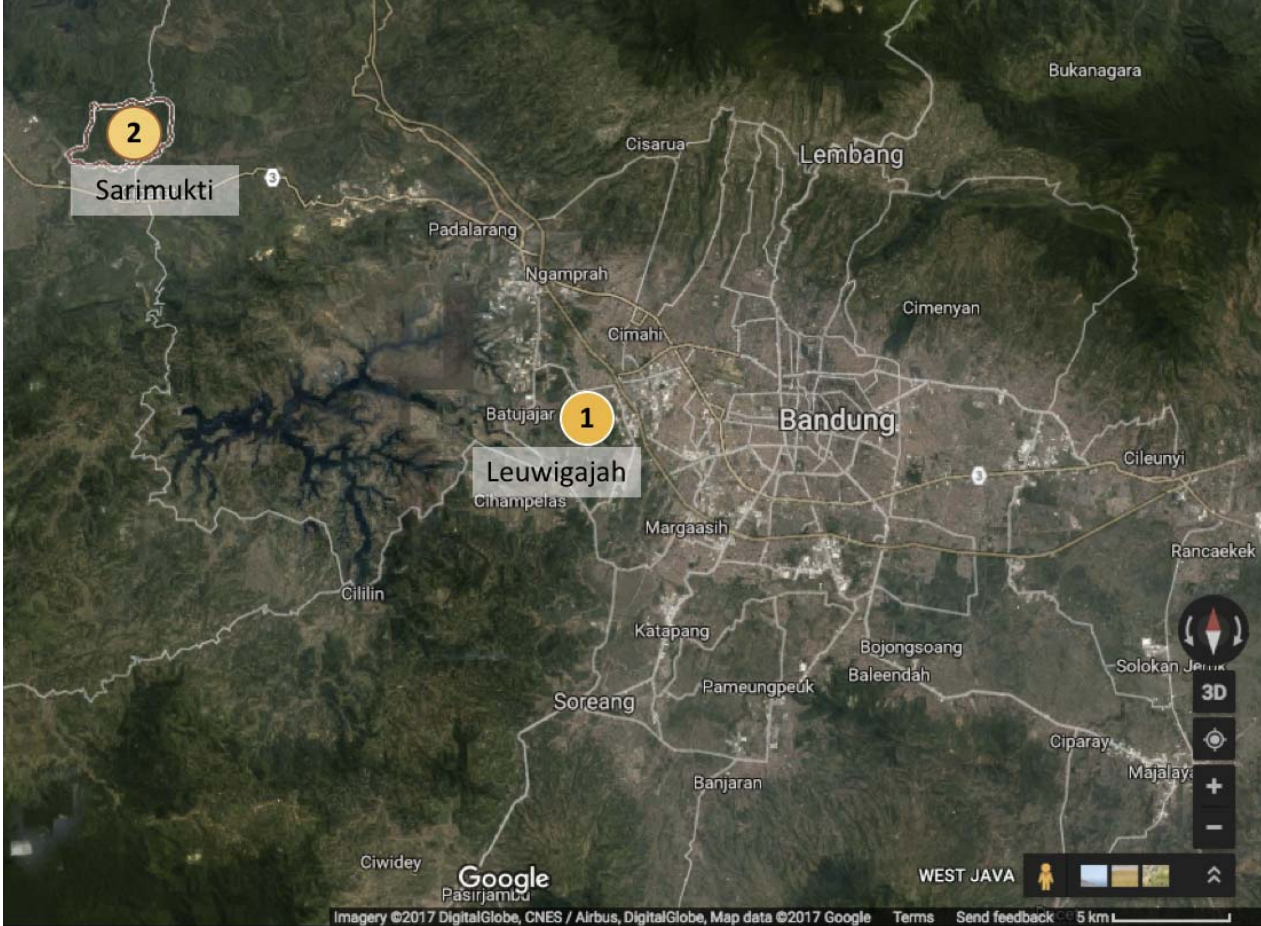 Bukanagara
2
Cisarua
Lembang
Sarimukti
3
Padalarang
Ngamprah
Cimenyan
Cimahi
Batujajar
1
Bandung
Leuwigajah
Cileunyi
3
Cihampelas
Margaasih
Rancaekek
Cililin
Katapang
Bojongsoang
Solokan Jeruk
Baleendah
Pameungpeuk
3D
Soreang
Ciparay
Majalaya
Banjaran
+
−
Ciwidey
Google
WEST JAVA
Pasirjambu
Imagery ©2017 DigitalGlobe, CNES / Airbus, DigitalGlobe, Map data ©2017 Google Terms Send feedback 5 km